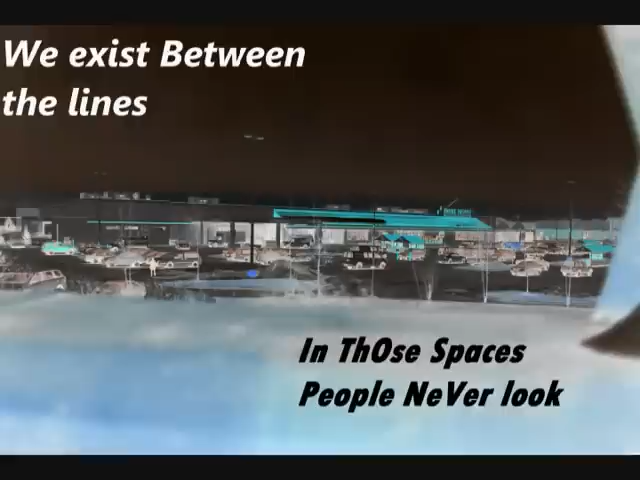 We exist Between
the lines
In ThOse Spaces
People NeVer look